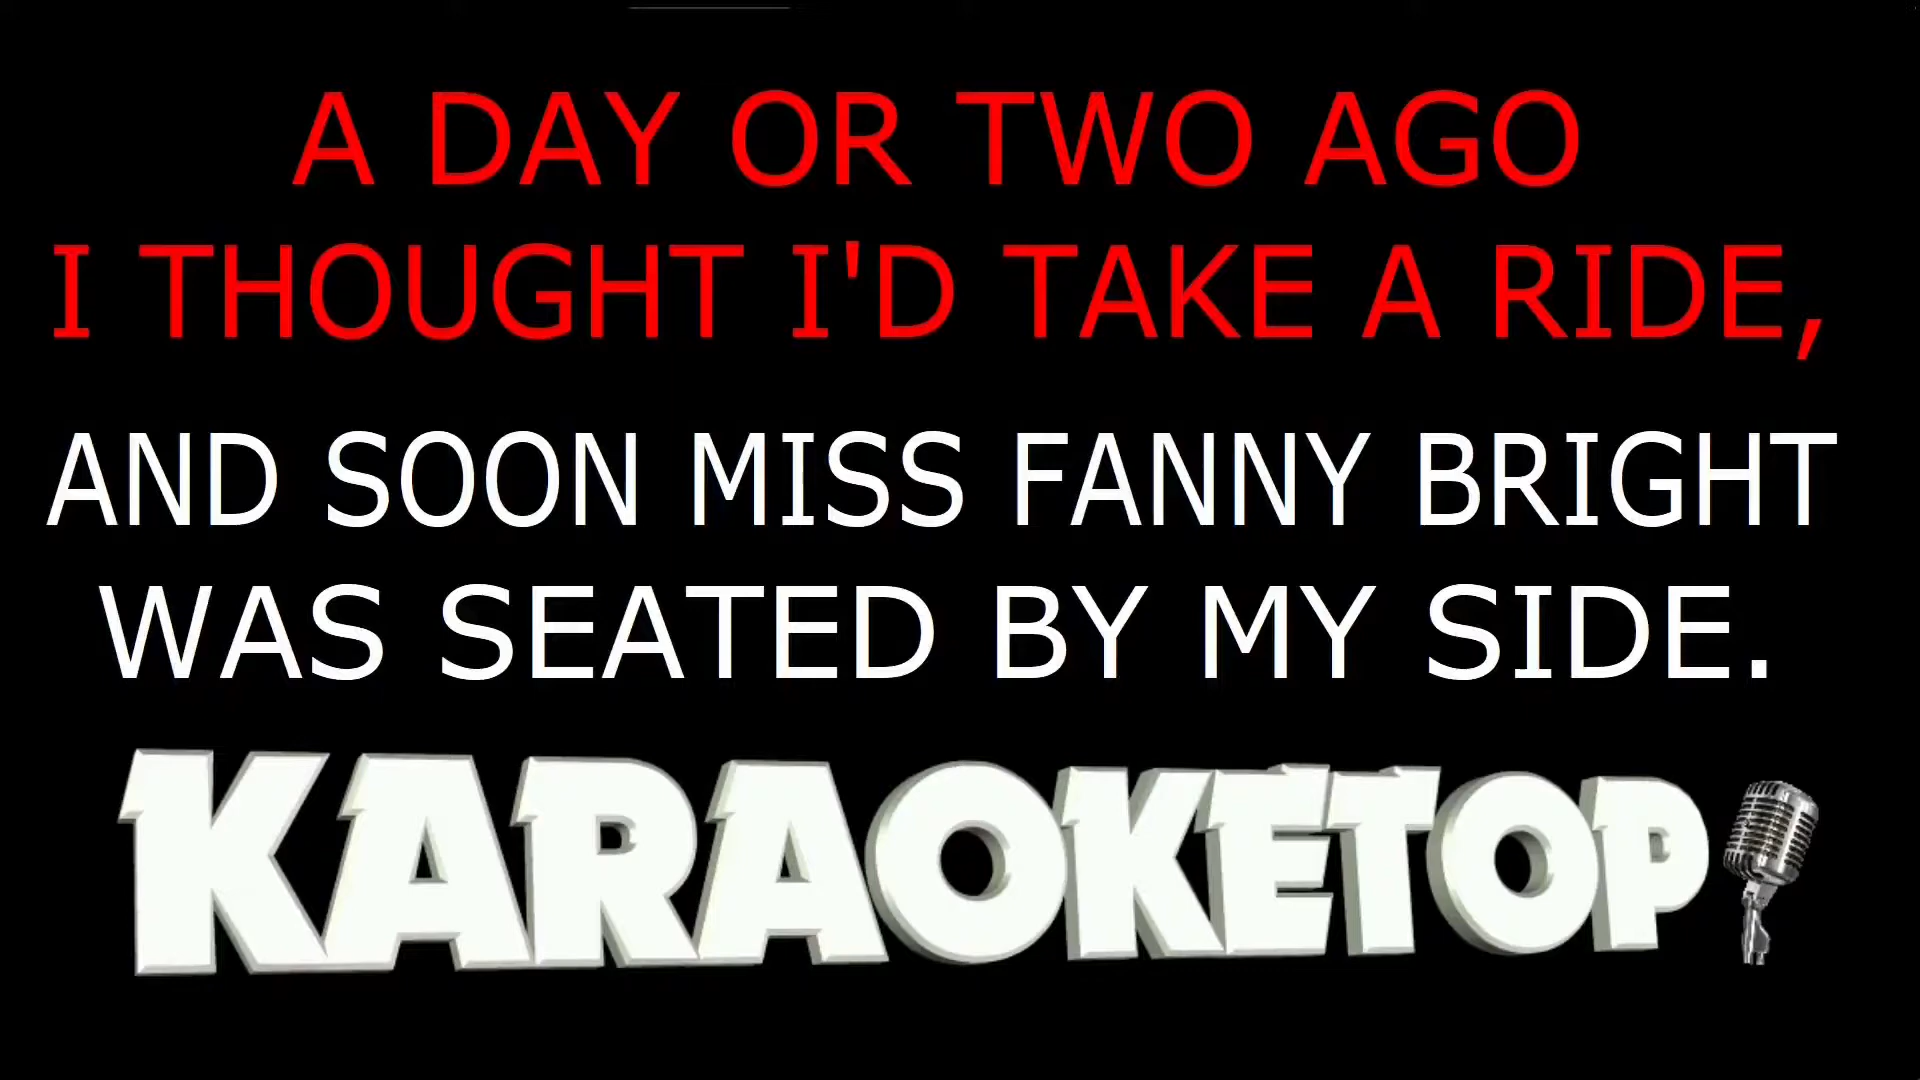 A DAY OR TWO AGO
I THOUGHT I'D TAKE A RIDE,
AND SOON MISS FANNY BRIGHT
WAS SEATED BY MY SIDE.
KARAOKETOP